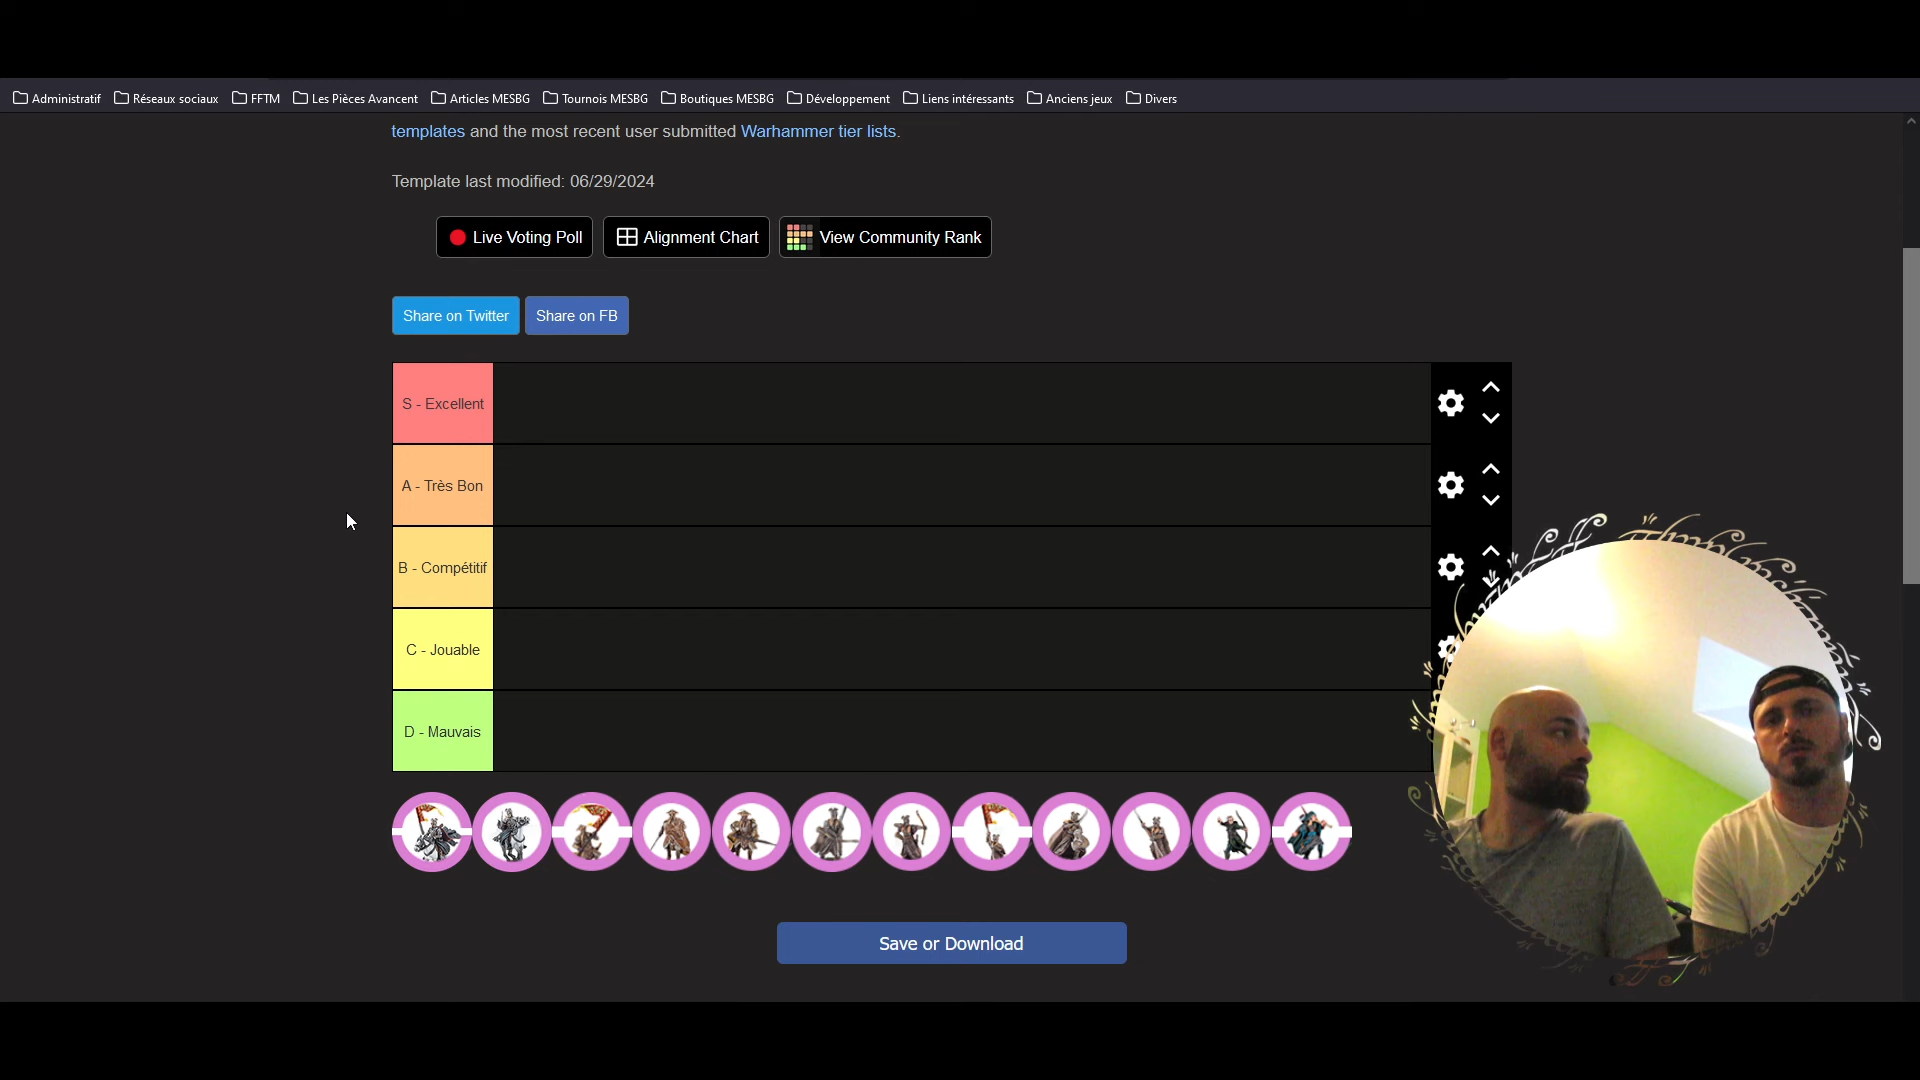 Administratif Réseaux sociaux FFTM Les Pièces Avancent Articles MESBG Tournois MESBG Boutiques MESBG Développement Liens intéressants Anciens jeux Divers
templates and the most recent user submitted Warhammer tier lists.
Template last modified: 06/29/2024
Live Voting Poll Alignment Chart View Community Rank
Share on Twitter Share on FB
S - Excellent
A - Très Bon
B - Compétitif
C - Jouable
D - Mauvais
Save or Download